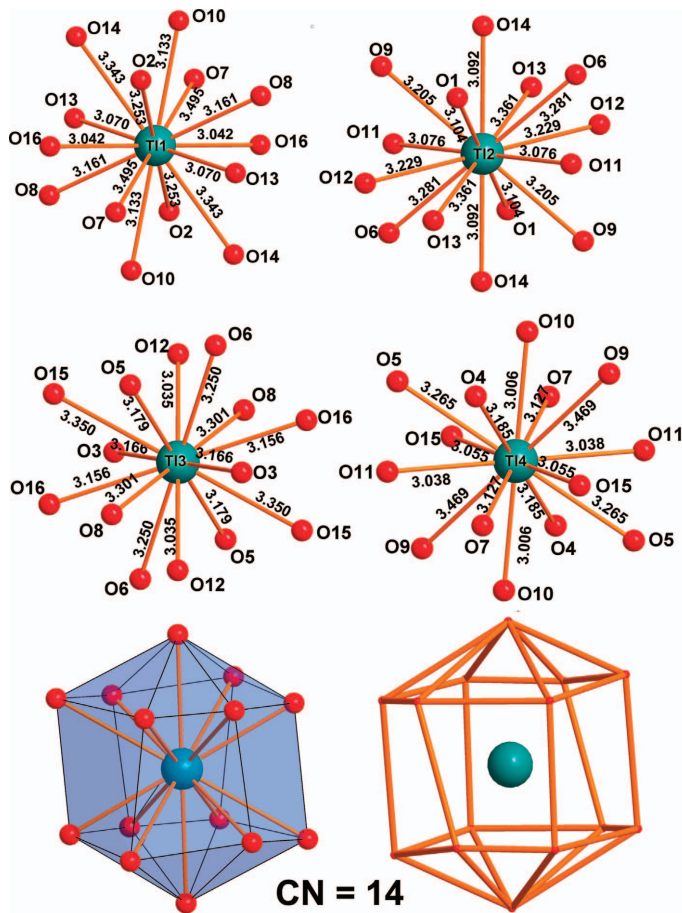 O10
O14
3.133
3.343
O2
O7
3.253
3.495
O8
3.161
O13
3.070
O16
3.042
Tl1
3.042
O16
3.161
3.070
O13
O8
3.495
3.253
3.343
O7
3.133
O2
O14
O10
O14
3.092
O9
O6
3.205
O1
O13
3.281
3.361
O12
3.104
3.229
O11
3.076
Tl2
3.076
O11
O12
3.229
3.205
3.281
3.361
3.104
O6
O13
3.092
O1
O9
O14
O6
O12
O5
3.035
3.250
O15
3.179
O8
3.350
3.301
O16
3.166
3.156
O3
3.166
Tl3
O3
3.156
O16
3.301
3.350
O8
3.179
O15
3.250
3.035
O5
O6
O12
O10
O5
3.006
O9
O4
O7
3.265
3.127
3.185
3.469
O15
O11
3.055
Tl4
3.038
O11
3.038
3.055
O15
3.469
3.127
3.185
3.265
O9
O7
O4
O5
3.006
O10
CN = 14